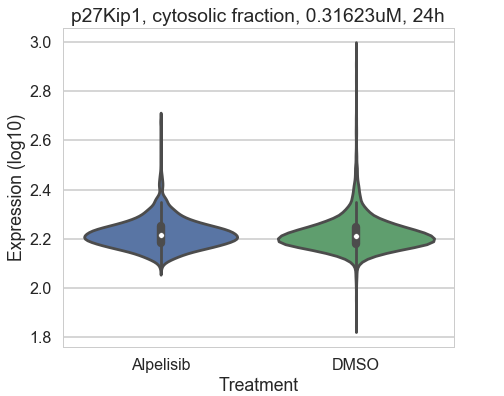 p27Kip1, cytosolic fraction, 0.31623uM, 24h
Expression (log10)
3.0
2.8
2.6
2.4
2.2
2.0
1.8
Alpelisib
DMSO
Treatment